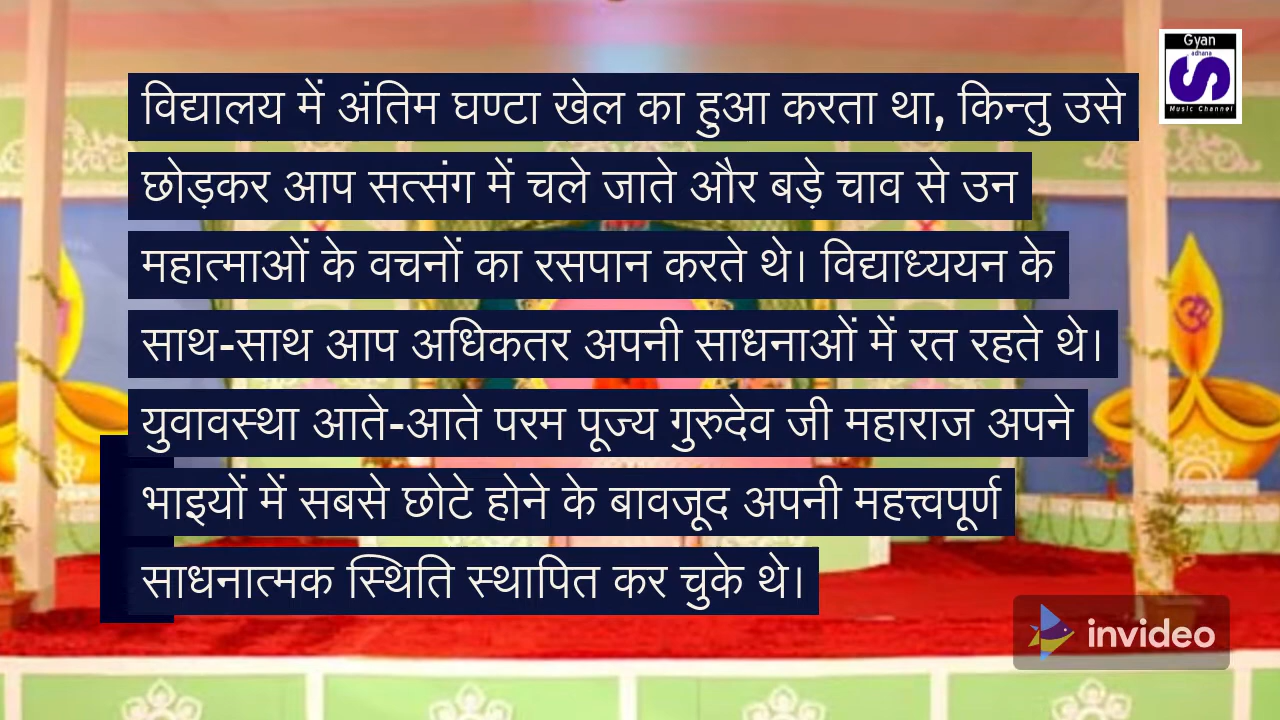 Gyan
adhana
Music Channel
विद्यालय में अंतिम घण्टा खेल का हुआ करता था, किन्तु उसे
छोड़कर आप सत्संग में चले जाते और बड़े चाव से उन
महात्माओं के वचनों का रसपान करते थे। विद्याध्ययन के
साथ-साथ आप अधिकतर अपनी साधनाओं में रत रहते थे।
युवावस्था आते-आते परम पूज्य गुरुदेव जी महाराज अपने
भाइयों में सबसे छोटे होने के बावजूद अपनी महत्त्वपूर्ण
साधनात्मक स्थिति स्थापित कर चुके थे।
ॐ
invideo